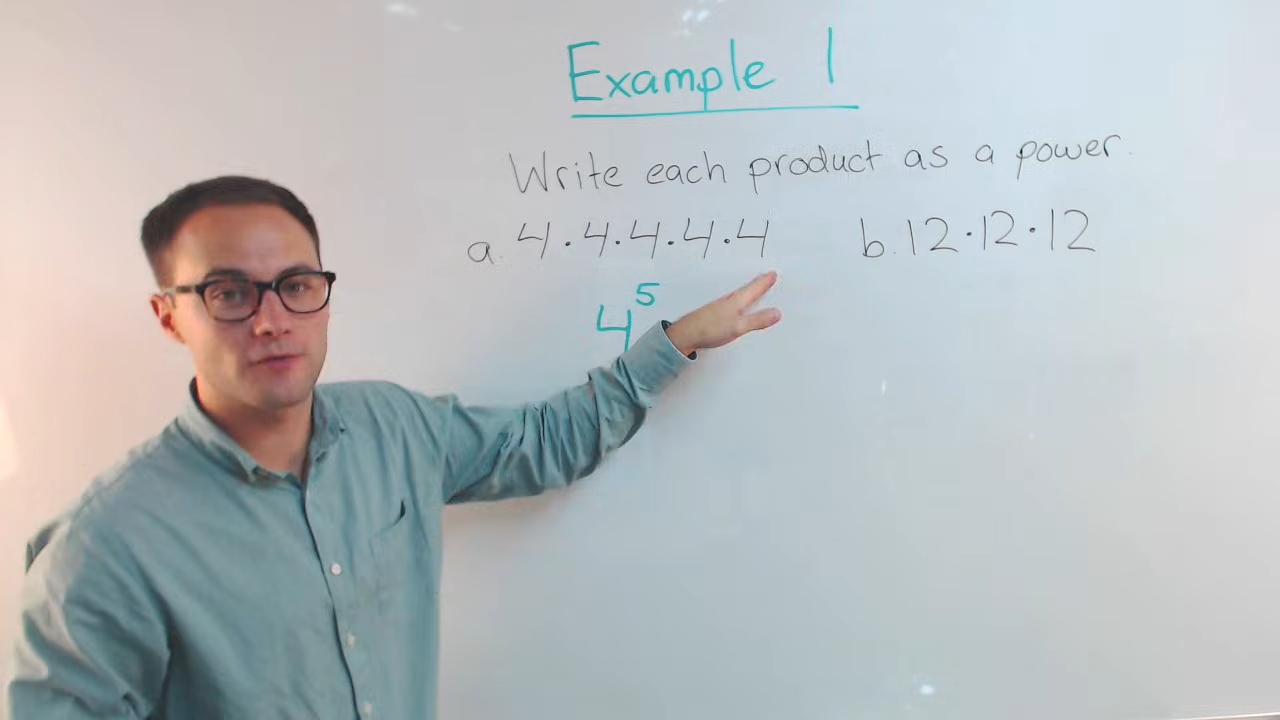 Example 1
Write each product as a power.
a. 4·4·4·4·4 b. 12·12·12
4⁵